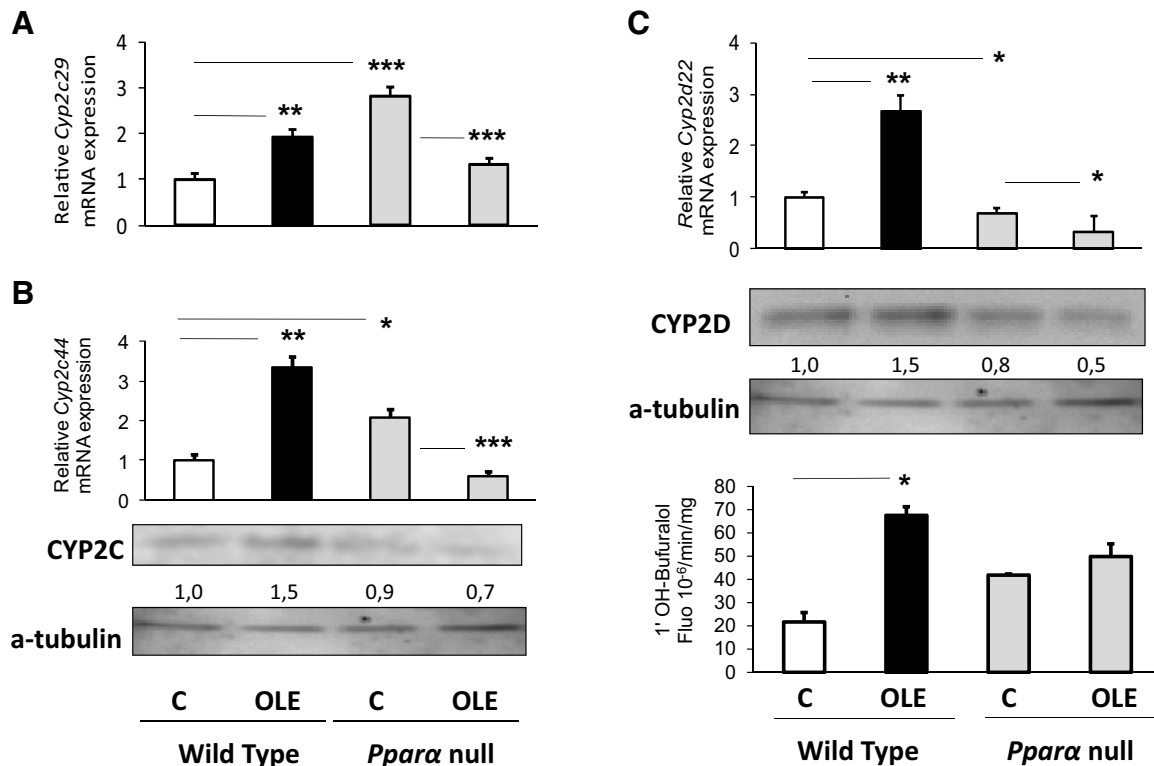 A
Relative Cyp2c29
mRNA expression
4
3
2
1
0
**
***
***
B
Relative Cyp2c44
mRNA expression
4
3
2
1
0
**
*
***
CYP2C
1,0 1,5 0,9 0,7
a-tubulin
C OLE C OLE
Wild Type Pparα null
C
Relative Cyp2d22
mRNA expression
4
3
2
1
0
**
*
*
CYP2D
1,0 1,5 0,8 0,5
a-tubulin
1' OH-Bufuralol
Fluo 10⁻⁶/min/mg
80
70
60
50
40
30
20
10
0
*
C OLE C OLE
Wild Type Pparα null